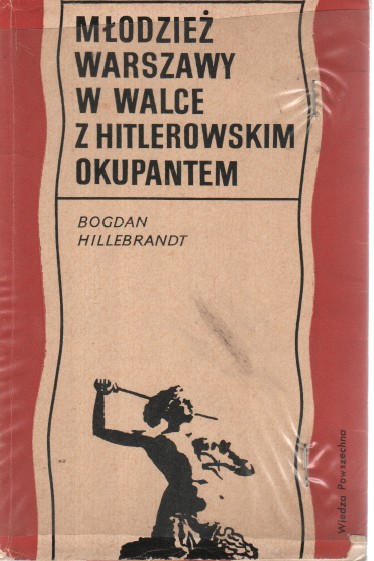 MŁODZIEŻ
WARSZAWY
W WALCE
Z HITLEROWSKIM
OKUPANTEM
BOGDAN
HILLEBRANDT
Wiedza Powszechna